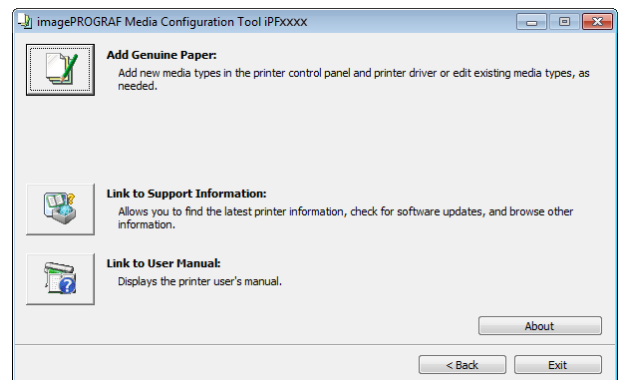 imagePROGRAF Media Configuration Tool iPFxxxx
Add Genuine Paper:
Add new media types in the printer control panel and printer driver or edit existing media types, as
needed.
Link to Support Information:
Allows you to find the latest printer information, check for software updates, and browse other
information.
Link to User Manual:
Displays the printer user's manual.
About
< Back
Exit